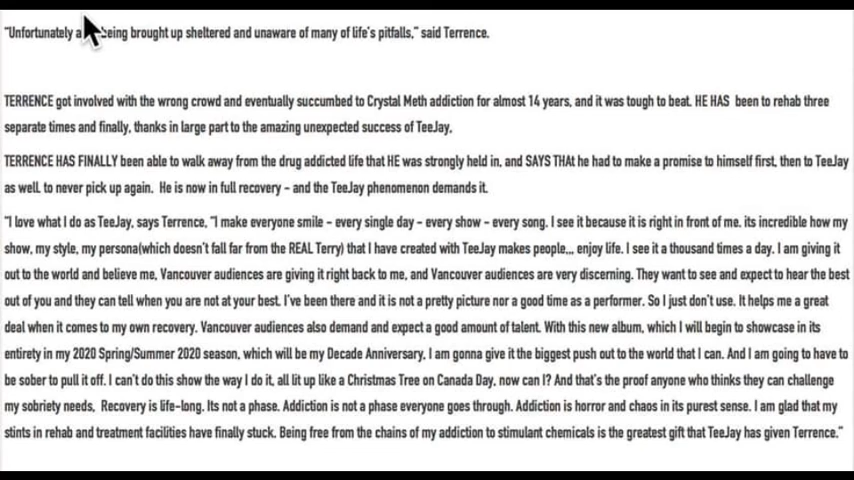 “Unfortunately a being brought up sheltered and unaware of many of life’s pitfalls,” said Terrence.
TERRENCE got involved with the wrong crowd and eventually succumbed to Crystal Meth addiction for almost 14 years, and it was tough to beat. HE HAS been to rehab three
separate times and finally, thanks in large part to the amazing unexpected success of TeeJay,
TERRENCE HAS FINALLY been able to walk away from the drug addicted life that HE was strongly held in, and SAYS THAt he had to make a promise to himself first, then to TeeJay
as well. to never pick up again. He is now in full recovery - and the TeeJay phenomenon demands it.
“I love what I do as TeeJay, says Terrence, “I make everyone smile - every single day - every show - every song. I see it because it is right in front of me. its incredible how my
show, my style, my persona(which doesn’t fall far from the REAL Terry) that I have created with TeeJay makes people,,, enjoy life. I see it a thousand times a day. I am giving it
out to the world and believe me, Vancouver audiences are giving it right back to me, and Vancouver audiences are very discerning. They want to see and expect to hear the best
out of you and they can tell when you are not at your best. I’ve been there and it is not a pretty picture nor a good time as a performer. So I just don’t use. It helps me a great
deal when it comes to my own recovery. Vancouver audiences also demand and expect a good amount of talent. With this new album, which I will begin to showcase in its
entirety in my 2020 Spring/Summer 2020 season, which will be my Decade Anniversary, I am gonna give it the biggest push out to the world that I can. And I am going to have to
be sober to pull it off. I can’t do this show the way I do it, all lit up like a Christmas Tree on Canada Day, now can I? And that’s the proof anyone who thinks they can challenge
my sobriety needs, Recovery is life-long. Its not a phase. Addiction is not a phase everyone goes through. Addiction is horror and chaos in its purest sense. I am glad that my
stints in rehab and treatment facilities have finally stuck. Being free from the chains of my addiction to stimulant chemicals is the greatest gift that TeeJay has given Terrence.”